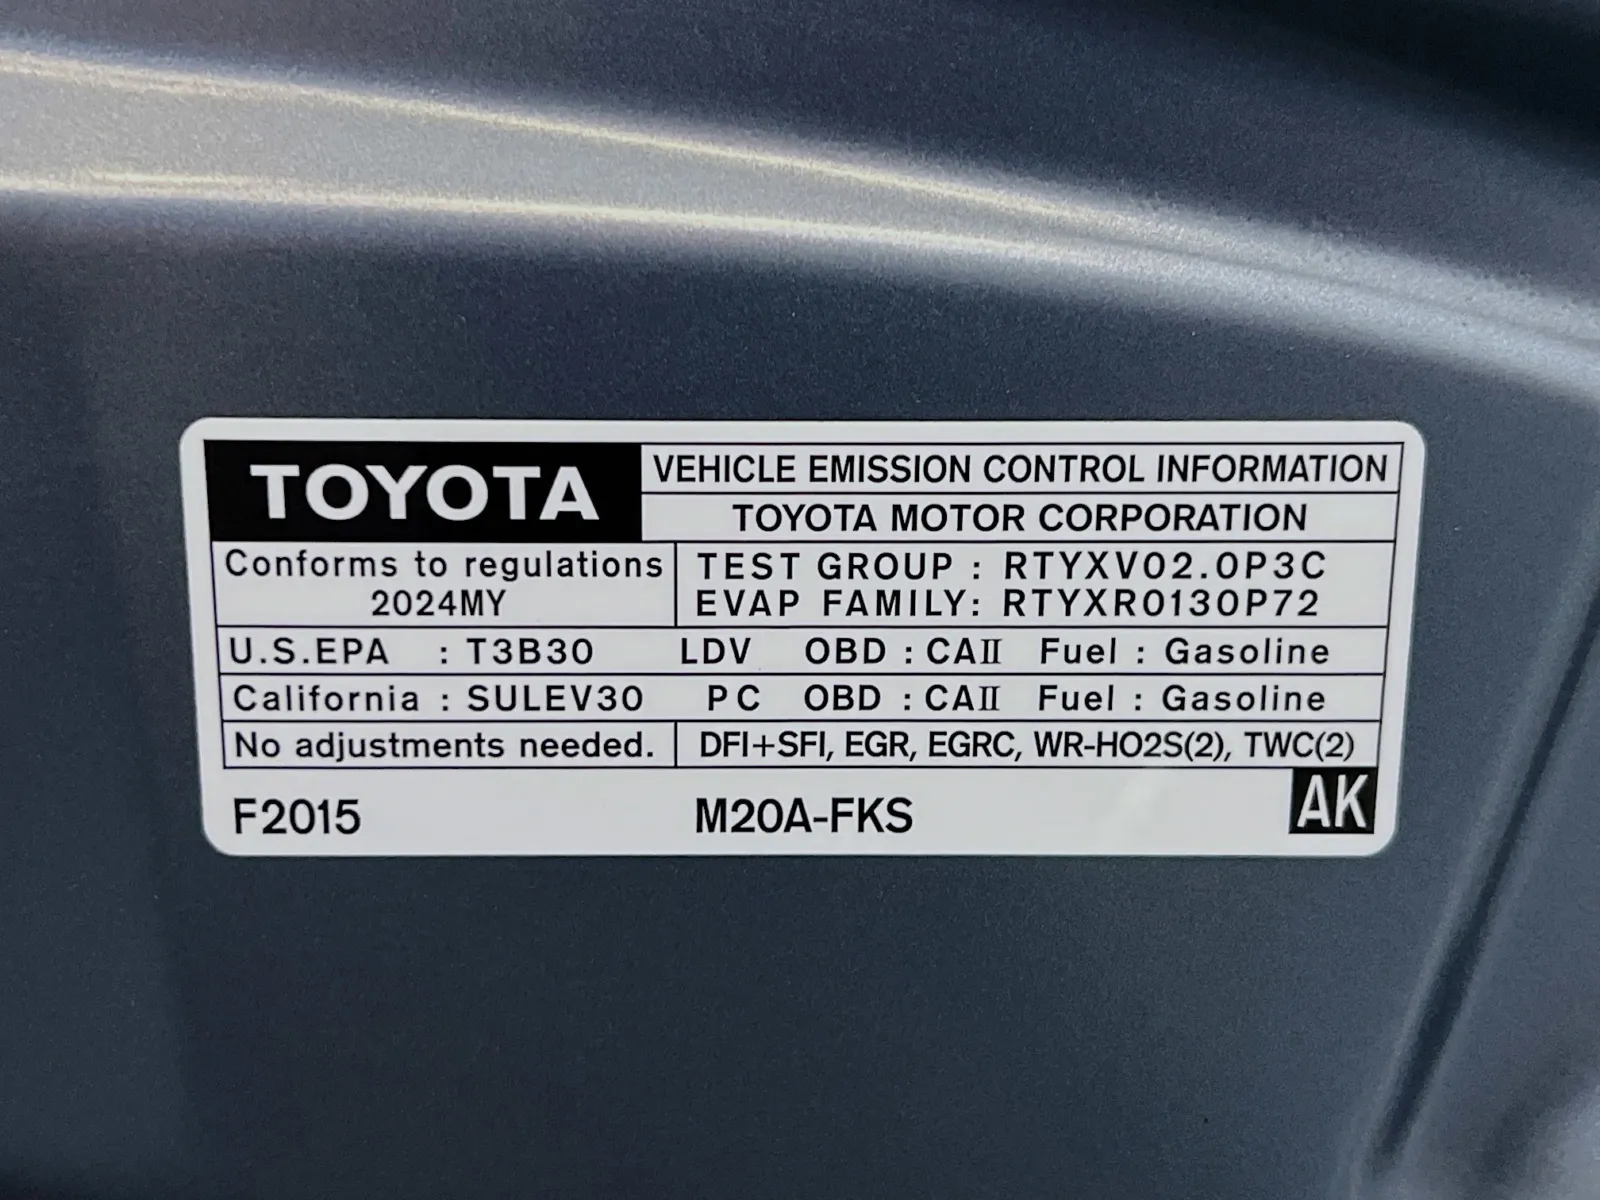 TOYOTA
VEHICLE EMISSION CONTROL INFORMATION
TOYOTA MOTOR CORPORATION
Conforms to regulations
2024MY
TEST GROUP : RTYXV02.0P3C
EVAP FAMILY: RTYXR0130P72
U.S.EPA : T3B30 LDV OBD : CAII Fuel : Gasoline
California : SULEV30 PC OBD : CAII Fuel : Gasoline
No adjustments needed.
DFI+SFI, EGR, EGRC, WR-HO2S(2), TWC(2)
F2015
M20A-FKS
AK